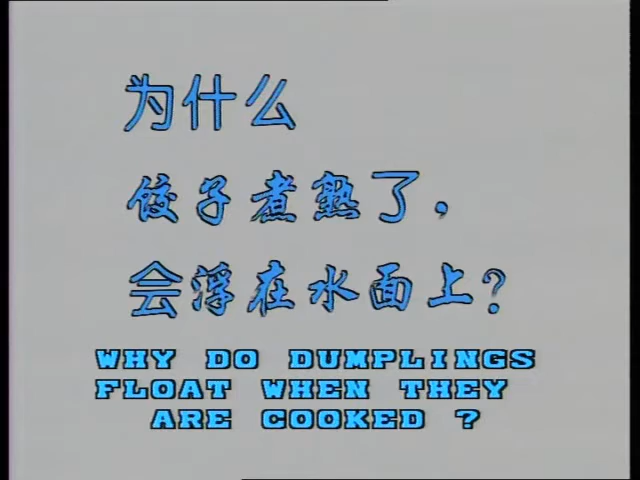 为什么
饺子煮熟了，
会浮在水面上？
WHY DO DUMPLINGS
FLOAT WHEN THEY
ARE COOKED ?